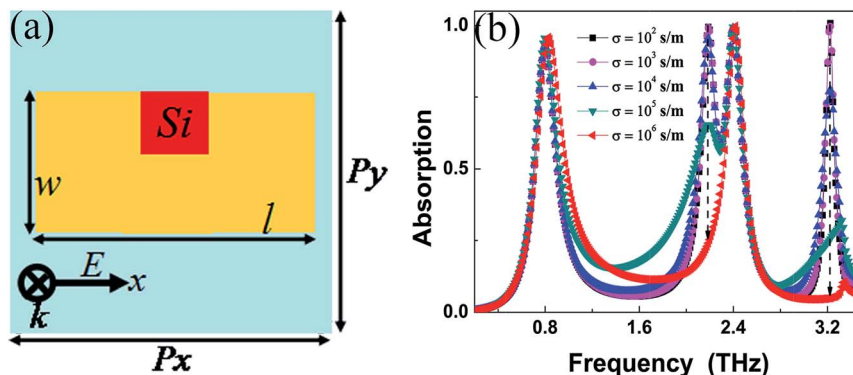 (a)
Si
w
l
Py
E
x
k
Px
(b)
Absorption
1.0
0.5
0.0
σ = 10² s/m
σ = 10³ s/m
σ = 10⁴ s/m
σ = 10⁵ s/m
σ = 10⁶ s/m
0.8 1.6 2.4 3.2
Frequency (THz)